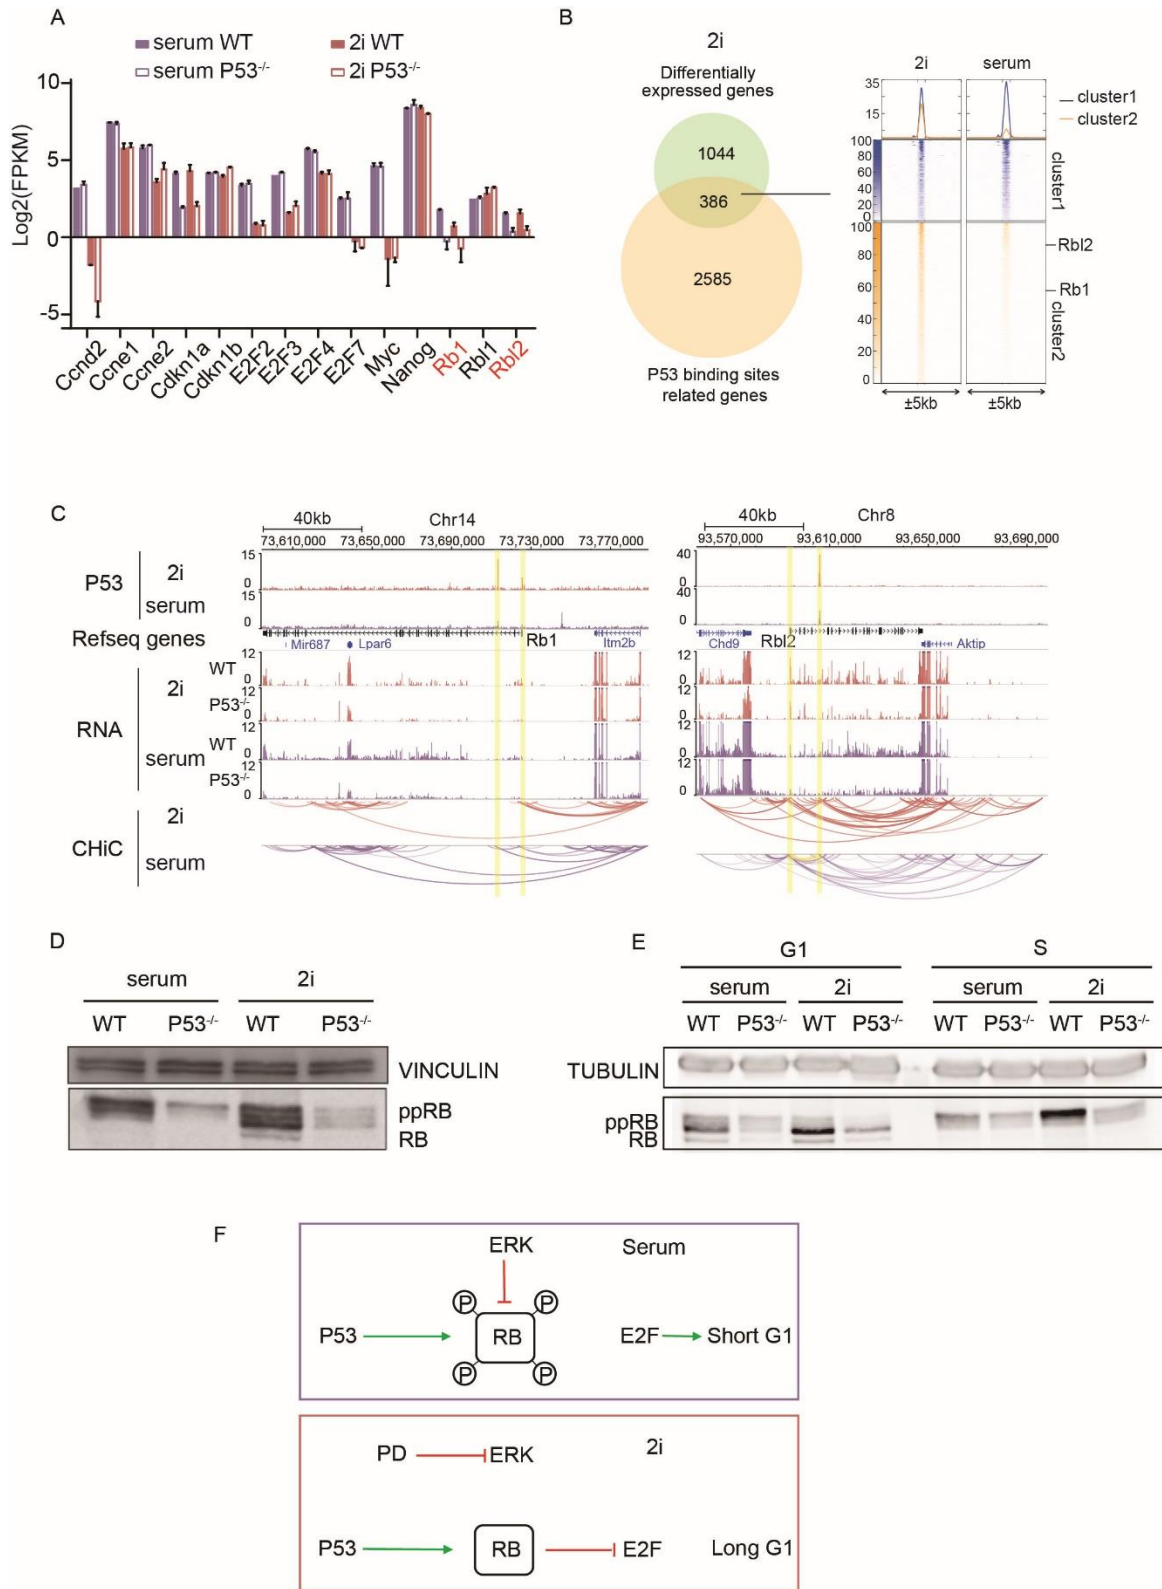 A
serum WT
2i WT
serum P53-/-
2i P53-/-
Log2(FPKM)
10
5
0
-5
Ccnd2
Ccne1
Ccne2
Cdkn1a
Cdkn1b
E2F2
E2F3
E2F4
E2F7
Myc
Nanog
Rb1
Rbl1
Rbl2
B
2i
Differentially
expressed genes
1044
386
2585
P53 binding sites
related genes
2i serum
35
15
cluster1
cluster2
100
80
60
40
20
0
100
80
60
40
20
0
cluster1
Rbl2
Rb1
cluster2
±5kb ±5kb
C
40kb Chr14
73,610,000 73,650,000 73,690,000 73,730,000 73,770,000
40kb Chr8
93,570,000 93,610,000 93,650,000 93,690,000
P53
2i
serum
15
0
15
0
40
0
40
0
Refseq genes
Mir687 Lpar6 Rb1 Itm2b
Chd9 Rbl2 Aktip
RNA
2i
serum
WT
P53-/-
WT
P53-/-
12
0
12
0
12
0
12
0
12
0
12
0
12
0
12
0
CHiC
2i
serum
D
serum 2i
WT P53-/- WT P53-/-
VINCULIN
ppRB
RB
E
G1 S
serum 2i serum 2i
WT P53-/- WT P53-/- WT P53-/- WT P53-/-
TUBULIN
ppRB
RB
F
ERK Serum
P P
P53 RB E2F Short G1
P P
PD ERK 2i
P53 RB E2F Long G1